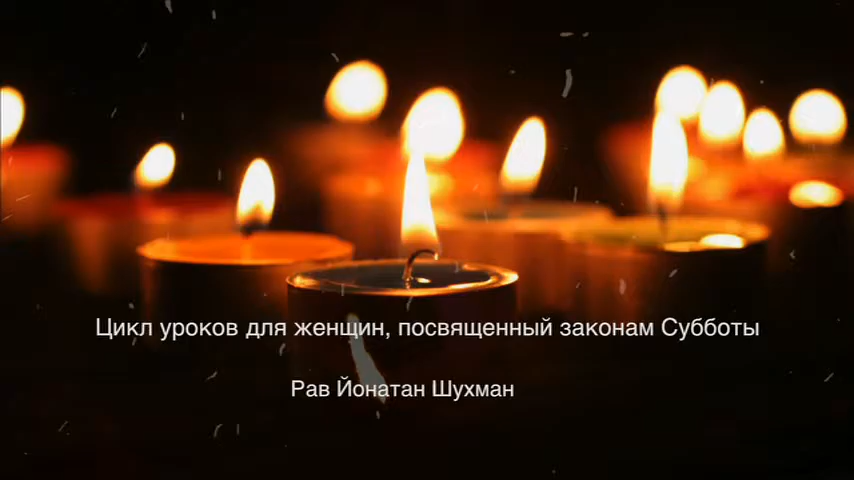 Цикл уроков для женщин, посвященный законам Субботы
Рав Йонатан Шухман